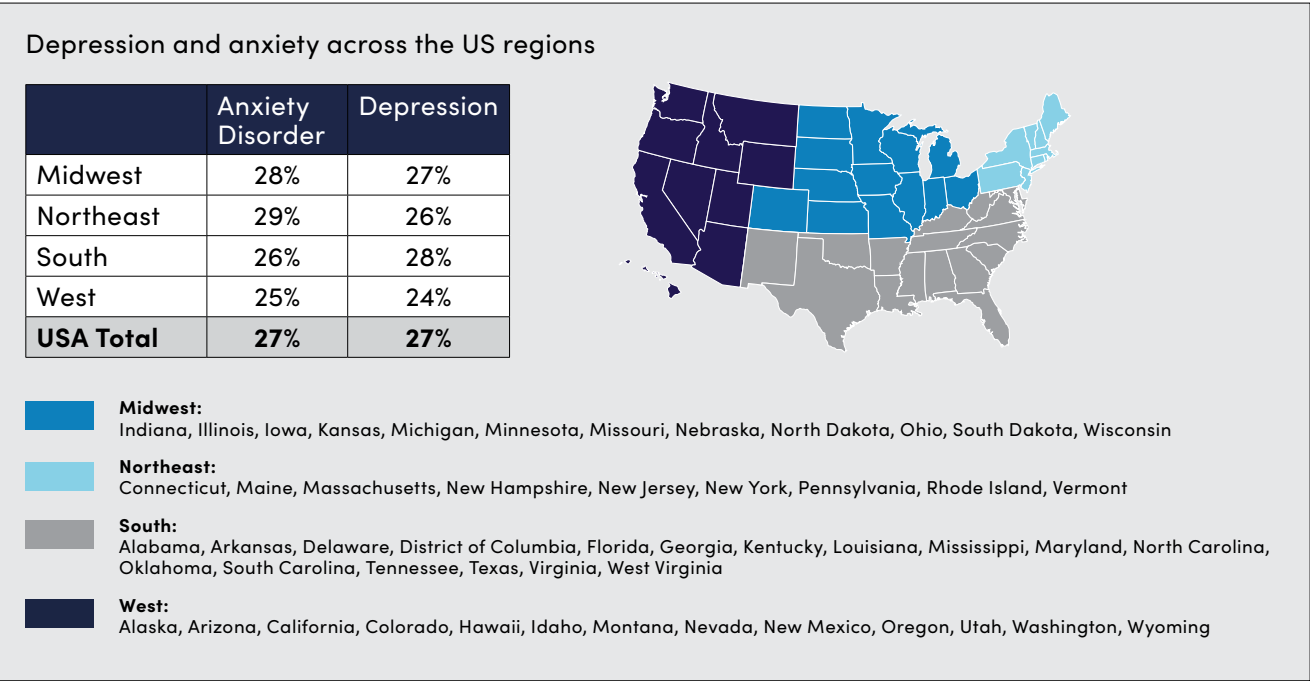 Depression and anxiety across the US regions
Anxiety Disorder Depression
Midwest 28% 27%
Northeast 29% 26%
South 26% 28%
West 25% 24%
USA Total 27% 27%
Midwest:
Indiana, Illinois, Iowa, Kansas, Michigan, Minnesota, Missouri, Nebraska, North Dakota, Ohio, South Dakota, Wisconsin
Northeast:
Connecticut, Maine, Massachusetts, New Hampshire, New Jersey, New York, Pennsylvania, Rhode Island, Vermont
South:
Alabama, Arkansas, Delaware, District of Columbia, Florida, Georgia, Kentucky, Louisiana, Mississippi, Maryland, North Carolina,
Oklahoma, South Carolina, Tennessee, Texas, Virginia, West Virginia
West:
Alaska, Arizona, California, Colorado, Hawaii, Idaho, Montana, Nevada, New Mexico, Oregon, Utah, Washington, Wyoming